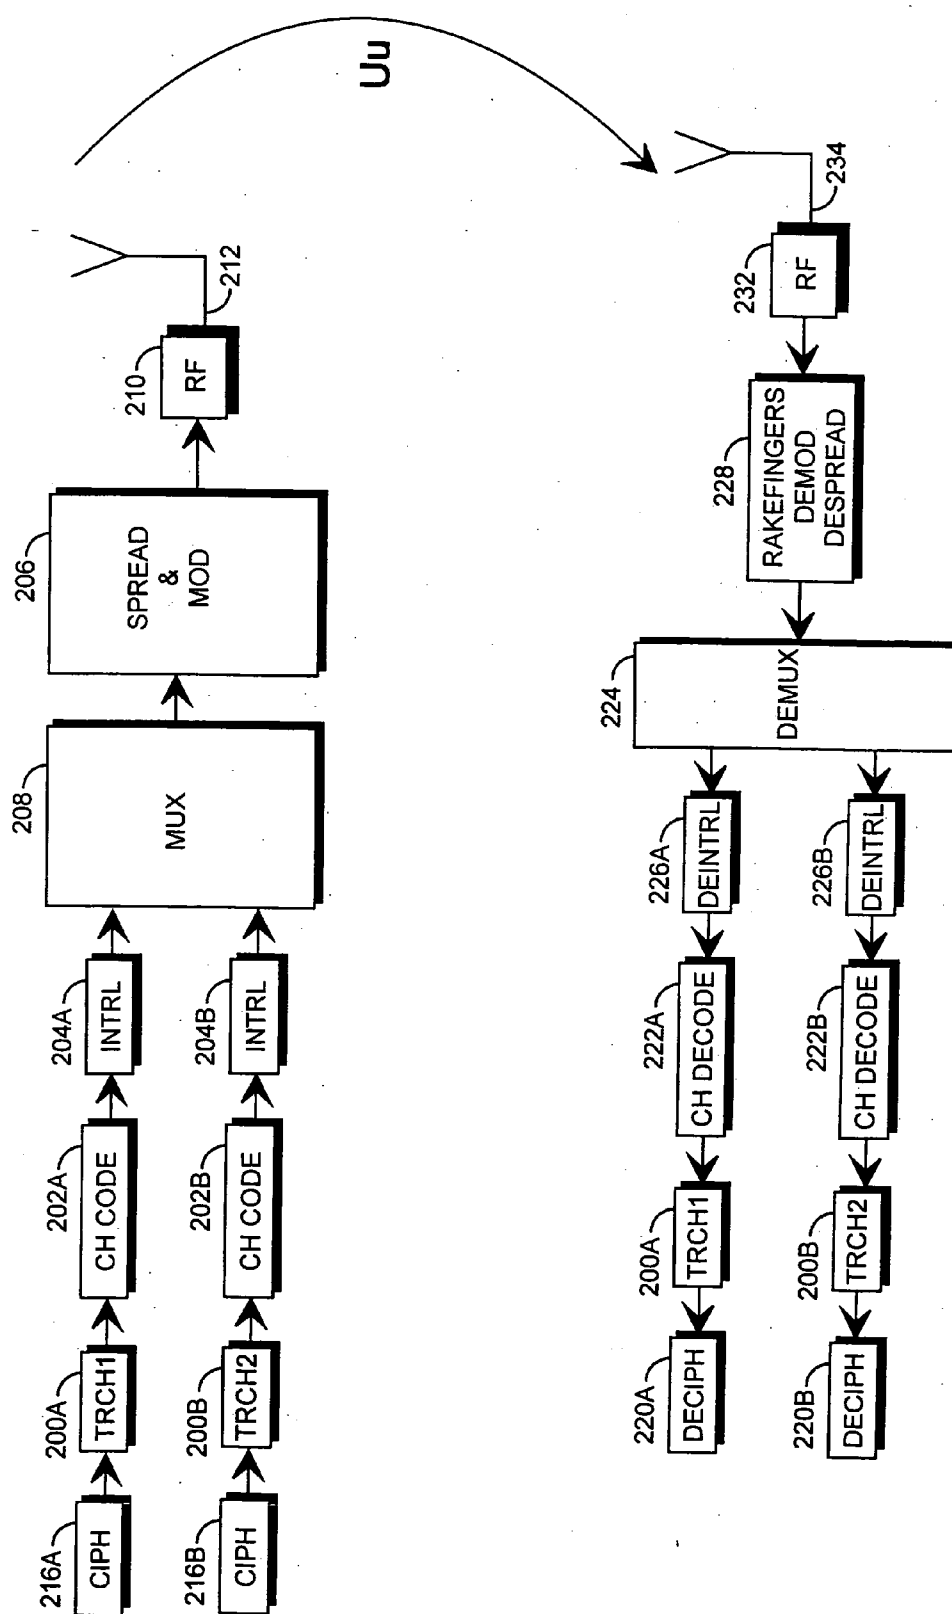 216A
CIPH
200A
TRCH1
202A
CH CODE
204A
INTRL
216B
CIPH
200B
TRCH2
202B
CH CODE
204B
INTRL
208
MUX
206
SPREAD
&
MOD
210
RF
212
Uu
234
232
RF
228
RAKEFINGERS
DEMOD
DESPREAD
224
DEMUX
226A
DEINTRL
222A
CH DECODE
200A
TRCH1
220A
DECIPH
226B
DEINTRL
222B
CH DECODE
200B
TRCH2
220B
DECIPH